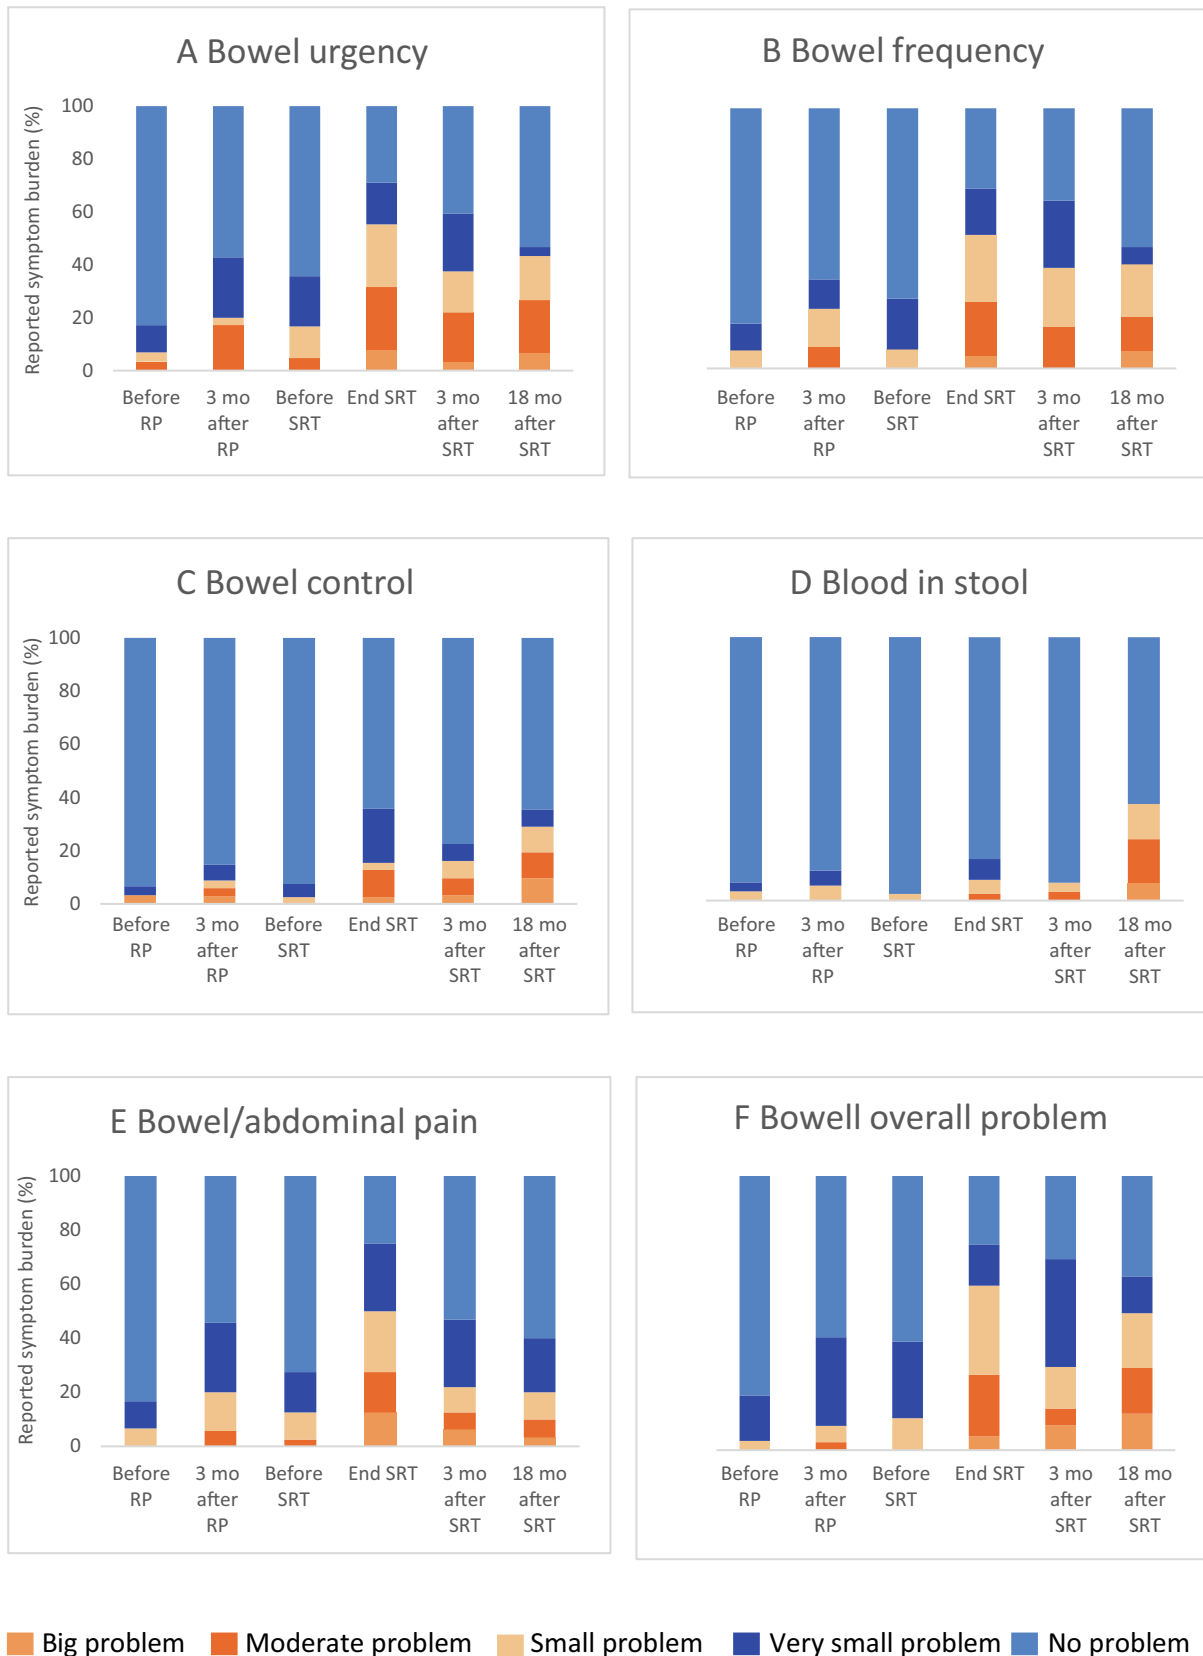 A Bowel urgency
Reported symptom burden (%)
100
80
60
40
20
0
Before RP
3 mo after RP
Before SRT
End SRT
3 mo after SRT
18 mo after SRT
B Bowel frequency
Before RP
3 mo after RP
Before SRT
End SRT
3 mo after SRT
18 mo after SRT
C Bowel control
Reported symptom burden (%)
100
80
60
40
20
0
Before RP
3 mo after RP
Before SRT
End SRT
3 mo after SRT
18 mo after SRT
D Blood in stool
Before RP
3 mo after RP
Before SRT
End SRT
3 mo after SRT
18 mo after SRT
E Bowel/abdominal pain
Reported symptom burden (%)
100
80
60
40
20
0
Before RP
3 mo after RP
Before SRT
End SRT
3 mo after SRT
18 mo after SRT
F Bowell overall problem
Before RP
3 mo after RP
Before SRT
End SRT
3 mo after SRT
18 mo after SRT
Big problem
Moderate problem
Small problem
Very small problem
No problem